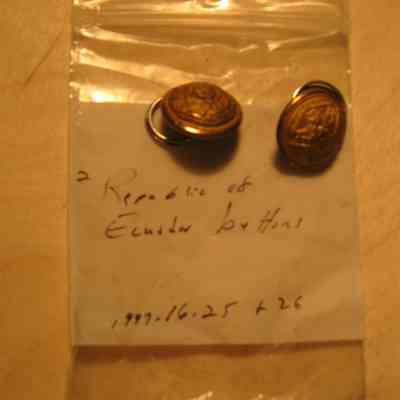 2 Republic of
Ecuador buttons
1997.16.25 + 26